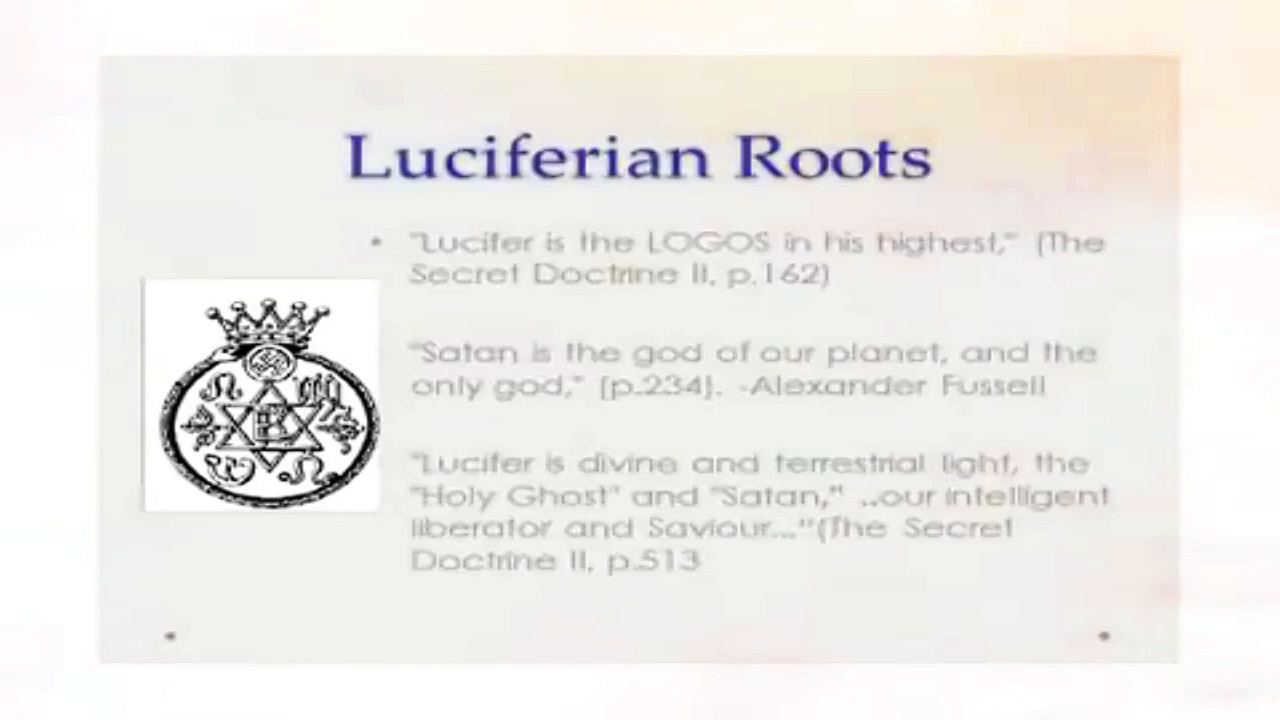 Luciferian Roots
• "Lucifer is the LOGOS in his highest," (The
Secret Doctrine II, p.162)
"Satan is the god of our planet, and the
only god," (p.234). -Alexander Fussell
"Lucifer is divine and terrestrial light, the
"Holy Ghost" and "Satan," ..our intelligent
liberator and Saviour..."(The Secret
Doctrine II, p.513